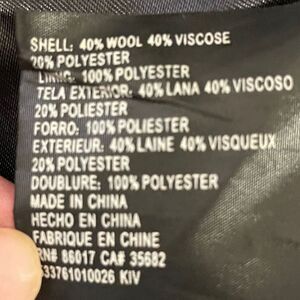 SHELL: 40% WOOL 40% VISCOSE
20% POLYESTER
LINING: 100% POLYESTER
TELA EXTERIOR: 40% LANA 40% VISCOSO
20% POLIESTER
FORRO: 100% POLIESTER
EXTERIEUR: 40% LAINE 40% VISQUEUX
20% POLYESTER
DOUBLURE: 100% POLYESTER
MADE IN CHINA
HECHO EN CHINA
FABRIQUE EN CHINE
RN# 86017 CA# 35682
33761010026 KIV